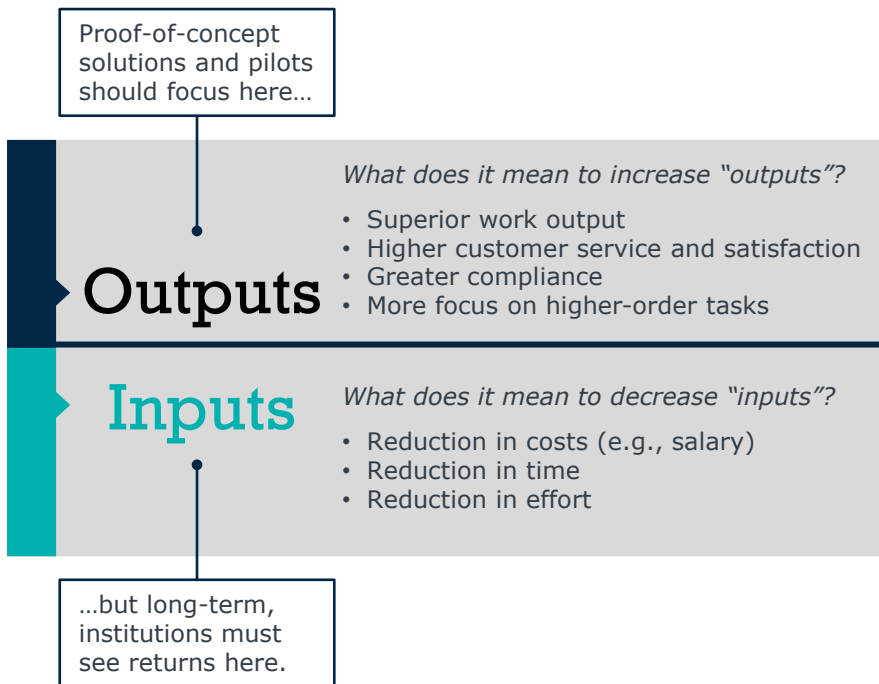 Proof-of-concept
solutions and pilots
should focus here…
Outputs
What does it mean to increase “outputs”?
• Superior work output
• Higher customer service and satisfaction
• Greater compliance
• More focus on higher-order tasks
Inputs
What does it mean to decrease “inputs”?
• Reduction in costs (e.g., salary)
• Reduction in time
• Reduction in effort
…but long-term,
institutions must
see returns here.